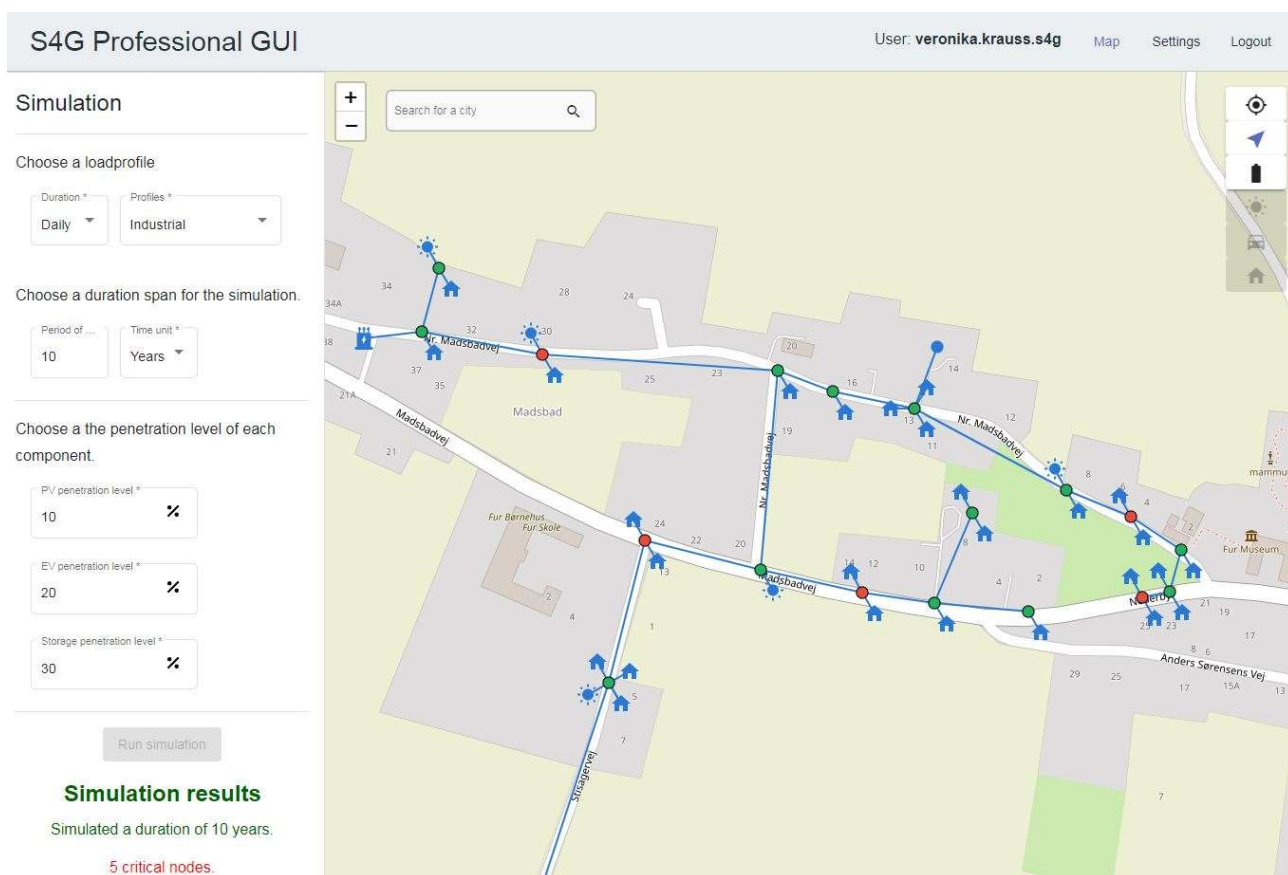 S4G Professional GUI
User: veronika.krauss.s4g
Map
Settings
Logout
Simulation
Choose a loadprofile
Duration *
Daily
Profiles *
Industrial
Choose a duration span for the simulation.
Period of ...
10
Time unit *
Years
Choose a the penetration level of each
component.
PV penetration level *
10
%
EV penetration level *
20
%
Storage penetration level *
30
%
Run simulation
Simulation results
Simulated a duration of 10 years.
5 critical nodes.
+
−
Search for a city
34
34A
28
24
32
30
38
Nr. Madsbadvej
37
35
25
23
20
16
14
21A
Madsbad
13
12
Madsbadvej
19
11
Nr. Madsbadvej
21
Nr. Madsbadvej
8
6
4
mammu
2
Fur Børnehus
Fur Skole
24
22
20
8
Fur Museum
13
Madsbadvej
14
12
10
4
2
2
4
1
21
19
25
23
17
8
6
Anders Sørensens Vej
29
25
17
15A
13
5
7
Stisagervej
7